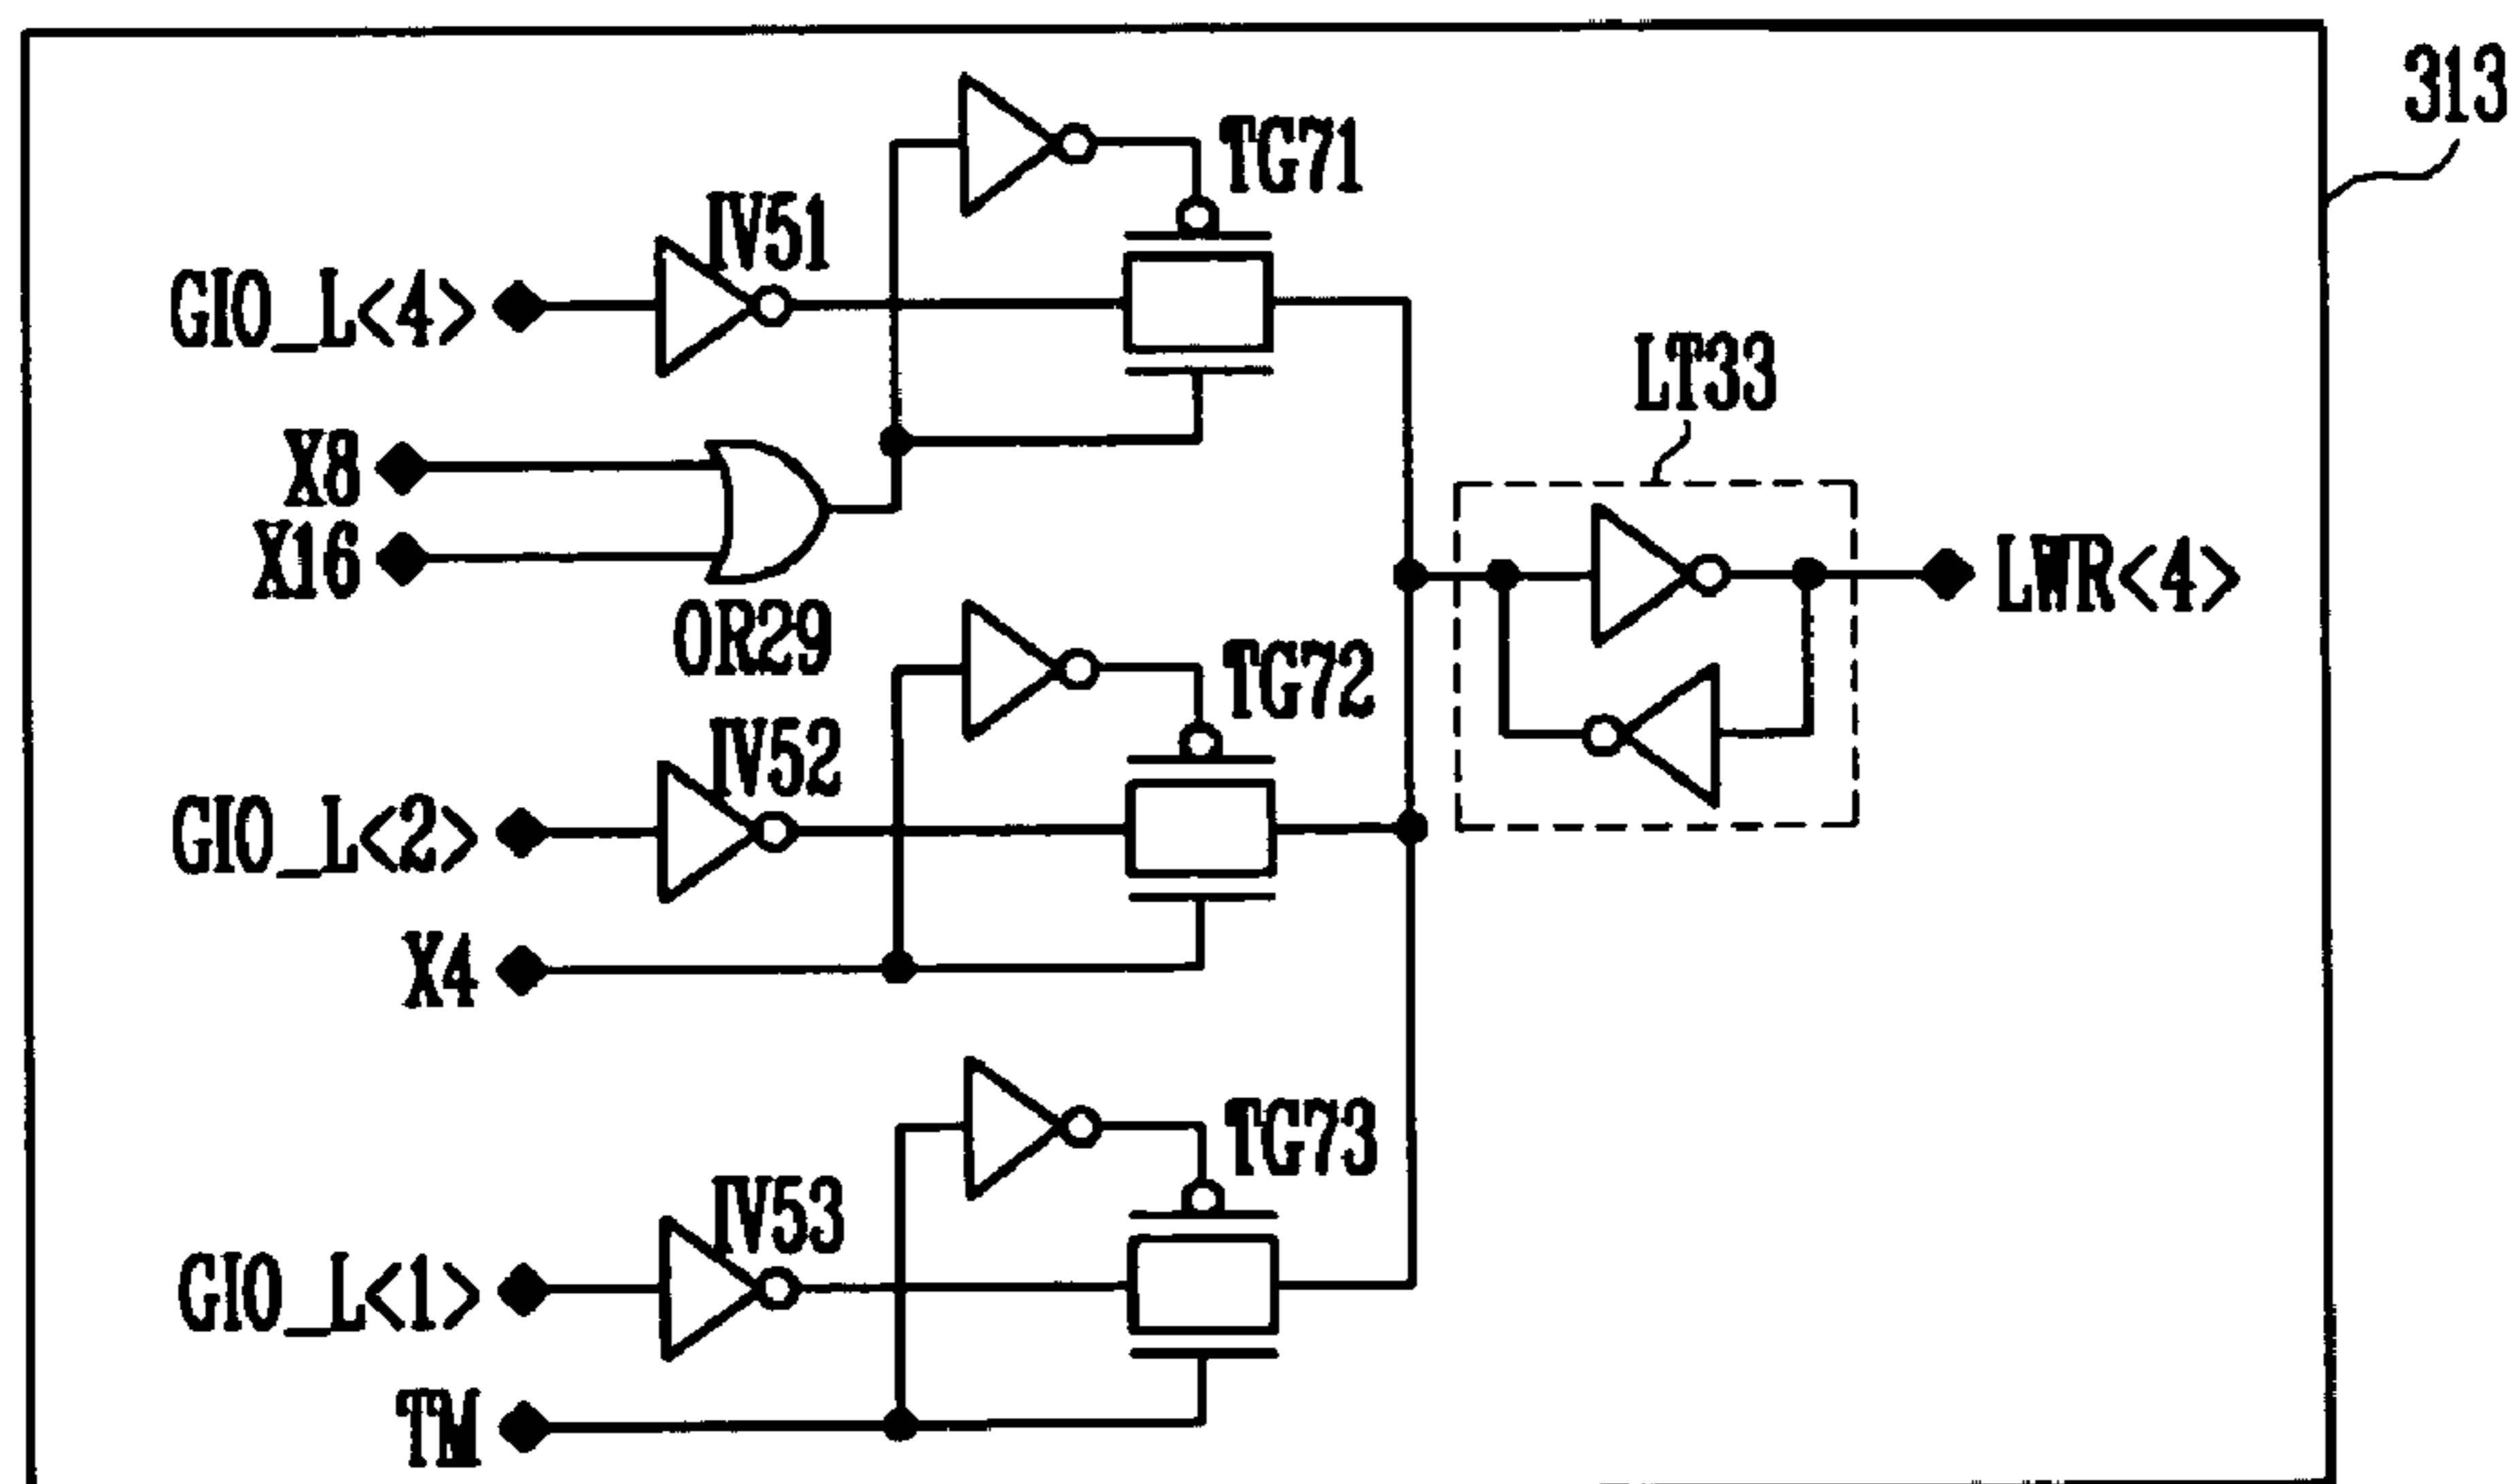 313
TG71
IV51
GIO_L<4>
LT33
X8
X16
LWR<4>
OR29
TG72
IV52
GIO_L<2>
X4
TG73
IV53
GIO_L<1>
TM